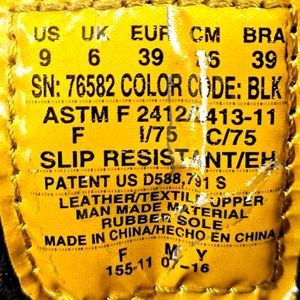 US UK EUR CM BRA
9 6 39 6 39
SN: 76582 COLOR CODE: BLK
ASTM F 2412/2413-11
F I/75 C/75
SLIP RESISTANT/EH
PATENT US D588,791 S
LEATHER/TEXTILE UPPER
MAN MADE MATERIAL
RUBBER SOLE
MADE IN CHINA/HECHO EN CHINA
F M Y
155-11 07-16